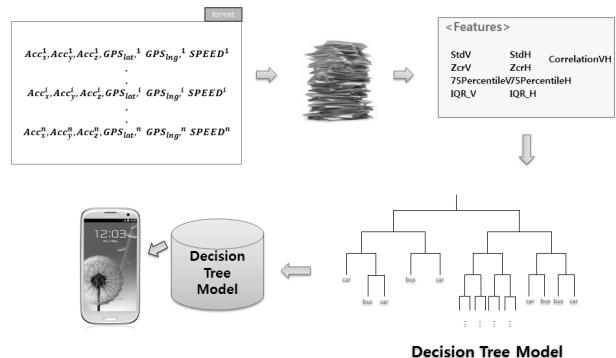 format
Acc_x^1, Acc_y^1, Acc_z^1, GPS_lat,^1 GPS_lng,^1 SPEED^1
.
.
Acc_x^i, Acc_y^i, Acc_z^i, GPS_lat,^i GPS_lng,^i SPEED^i
.
.
Acc_x^n, Acc_y^n, Acc_z^n, GPS_lat,^n GPS_lng,^n SPEED^n
<Features>
StdV StdH CorrelationVH
ZcrV ZcrH
75PercentileV75PercentileH
IQR_V IQR_H
12:03
Decision
Tree
Model
car bus car bus car car bus bus car
Decision Tree Model